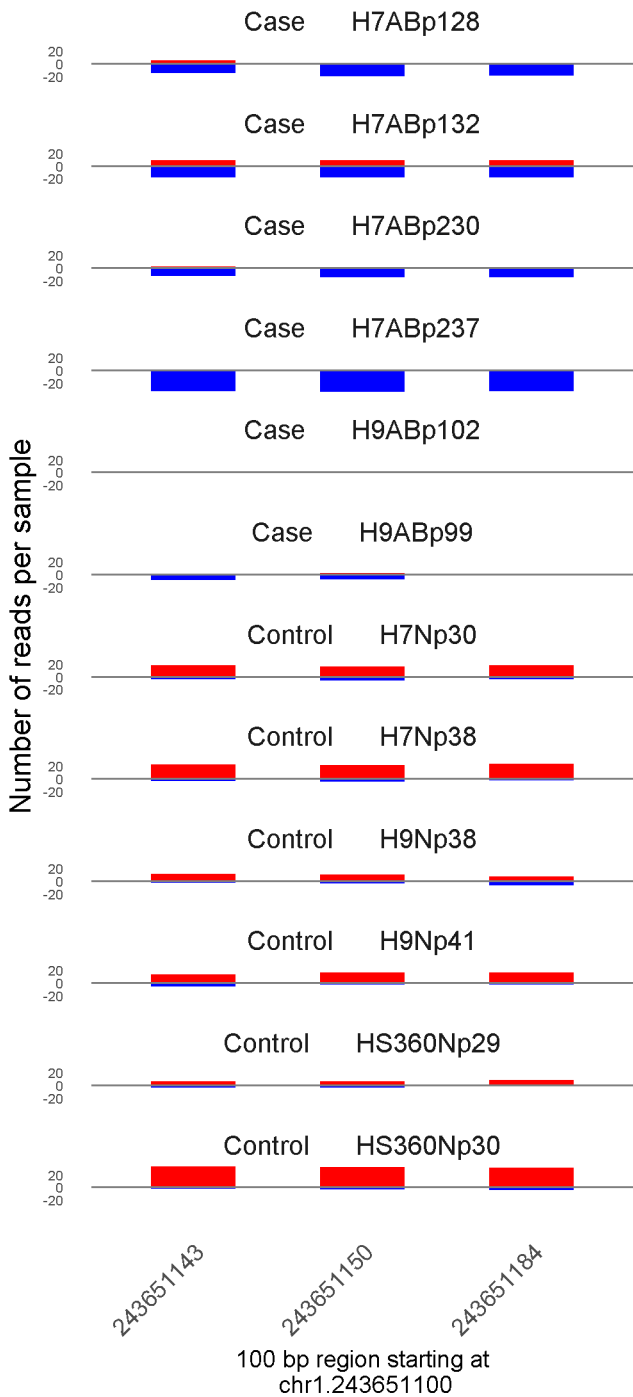 Case H7ABp128
20
0
-20
Case H7ABp132
20
0
-20
Case H7ABp230
20
0
-20
Case H7ABp237
20
0
-20
Case H9ABp102
20
0
-20
Case H9ABp99
20
0
-20
Control H7Np30
20
0
-20
Control H7Np38
20
0
-20
Control H9Np38
20
0
-20
Control H9Np41
20
0
-20
Control HS360Np29
20
0
-20
Control HS360Np30
20
0
-20
Number of reads per sample
243651143
243651150
243651184
100 bp region starting at
chr1.243651100